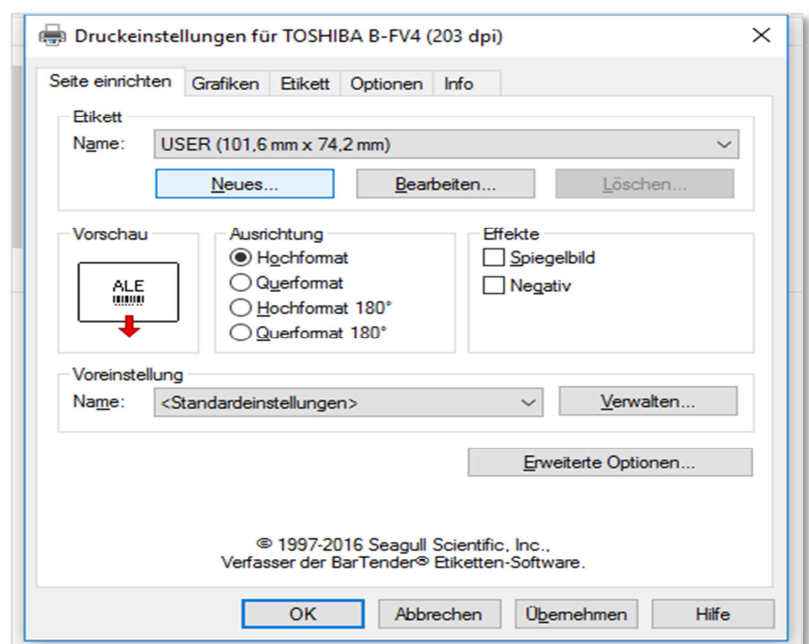 Druckeinstellungen für TOSHIBA B-FV4 (203 dpi)
Seite einrichten Grafiken Etikett Optionen Info
Etikett
Name: USER (101,6 mm x 74,2 mm)
Neues... Bearbeiten... Löschen...
Vorschau Ausrichtung Effekte
Hochformat Spiegelbild
ALE Querformat Negativ
Hochformat 180°
Querformat 180°
Voreinstellung
Name: <Standardeinstellungen> Verwalten...
Erweiterte Optionen...
© 1997-2016 Seagull Scientific, Inc.,
Verfasser der BarTender® Etiketten-Software.
OK Abbrechen Übernehmen Hilfe